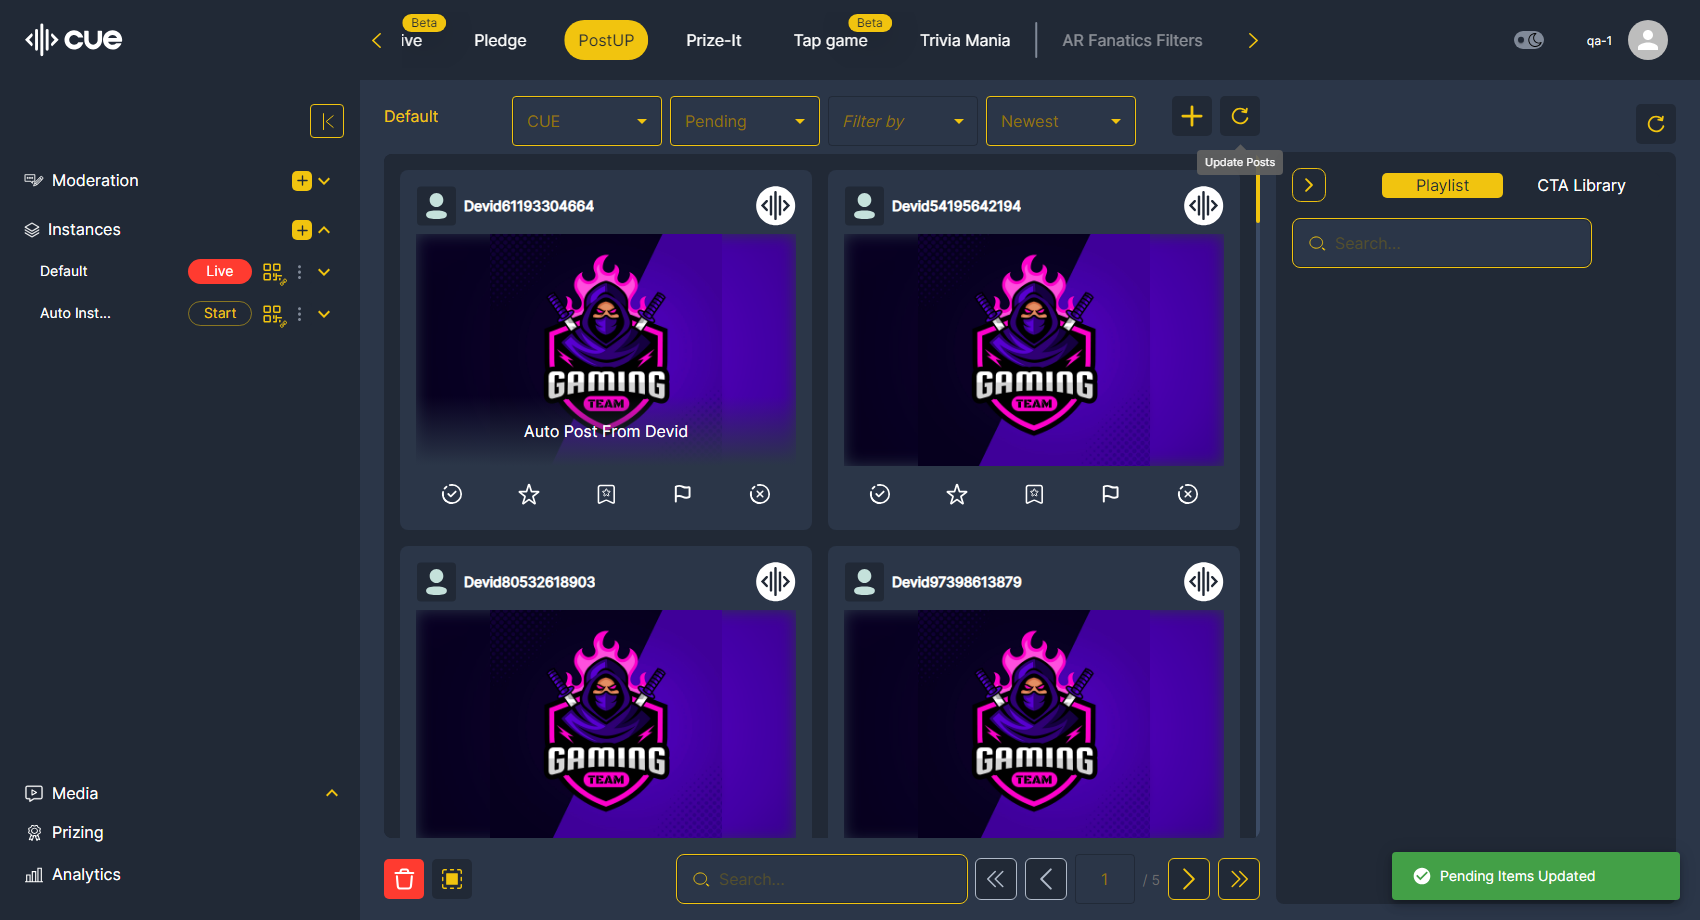 cue
Beta
ive
Pledge
PostUP
Prize-It
Beta
Tap game
Trivia Mania
AR Fanatics Filters
qa-1
Default
CUE
Pending
Filter by
Newest
Update Posts
Moderation
Instances
Default
Live
Auto Inst...
Start
Devid61193304664
GAMING
TEAM
Auto Post From Devid
Devid54195642194
GAMING
TEAM
Devid80532618903
GAMING
TEAM
Devid97398613879
GAMING
TEAM
Playlist
CTA Library
Search...
Media
Prizing
Analytics
Search...
1
/ 5
Pending Items Updated